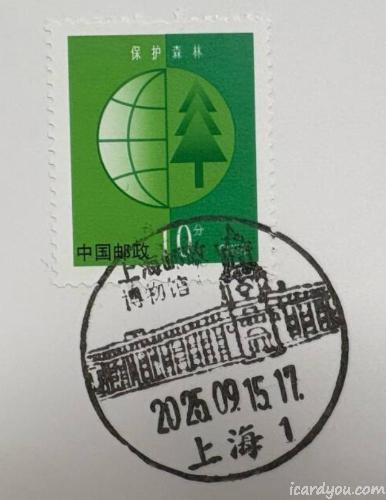 保护森林
10分
中国邮政
上海邮政
博物馆
2025.09.15.17.
上海 1
icardyou.com